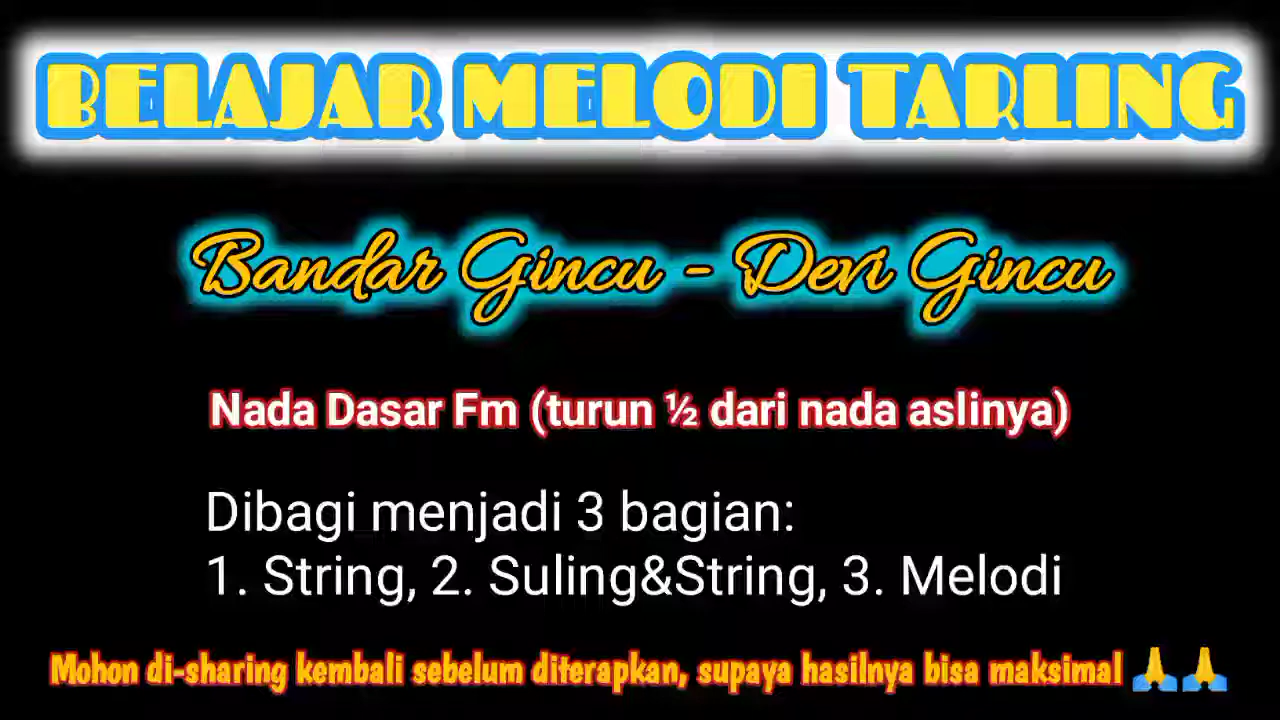 BELAJAR MELODI TARLING
Bandar Gincu - Devi Gincu
Nada Dasar Fm (turun ½ dari nada aslinya)
Dibagi menjadi 3 bagian:
1. String, 2. Suling&String, 3. Melodi
Mohon di-sharing kembali sebelum diterapkan, supaya hasilnya bisa maksimal 🙏🙏